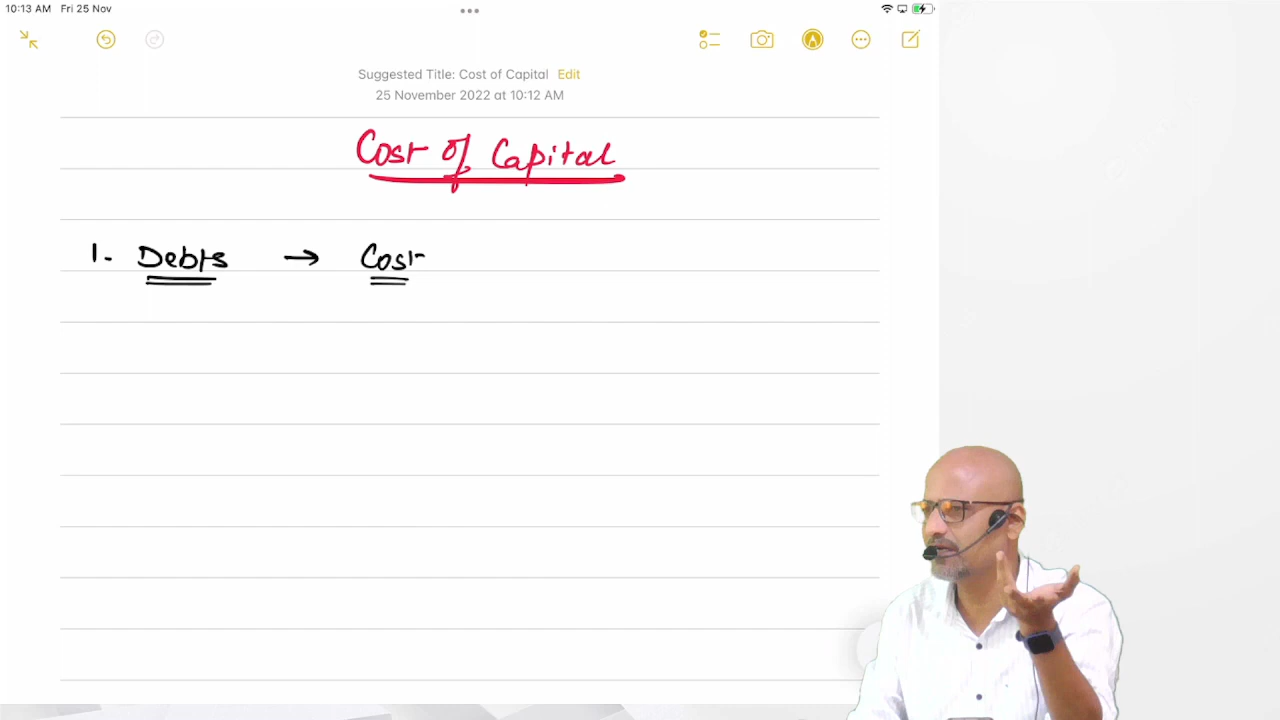 10:13 AM Fri 25 Nov
Suggested Title: Cost of Capital Edit
25 November 2022 at 10:12 AM
Cost of Capital
1. Debts → Cost